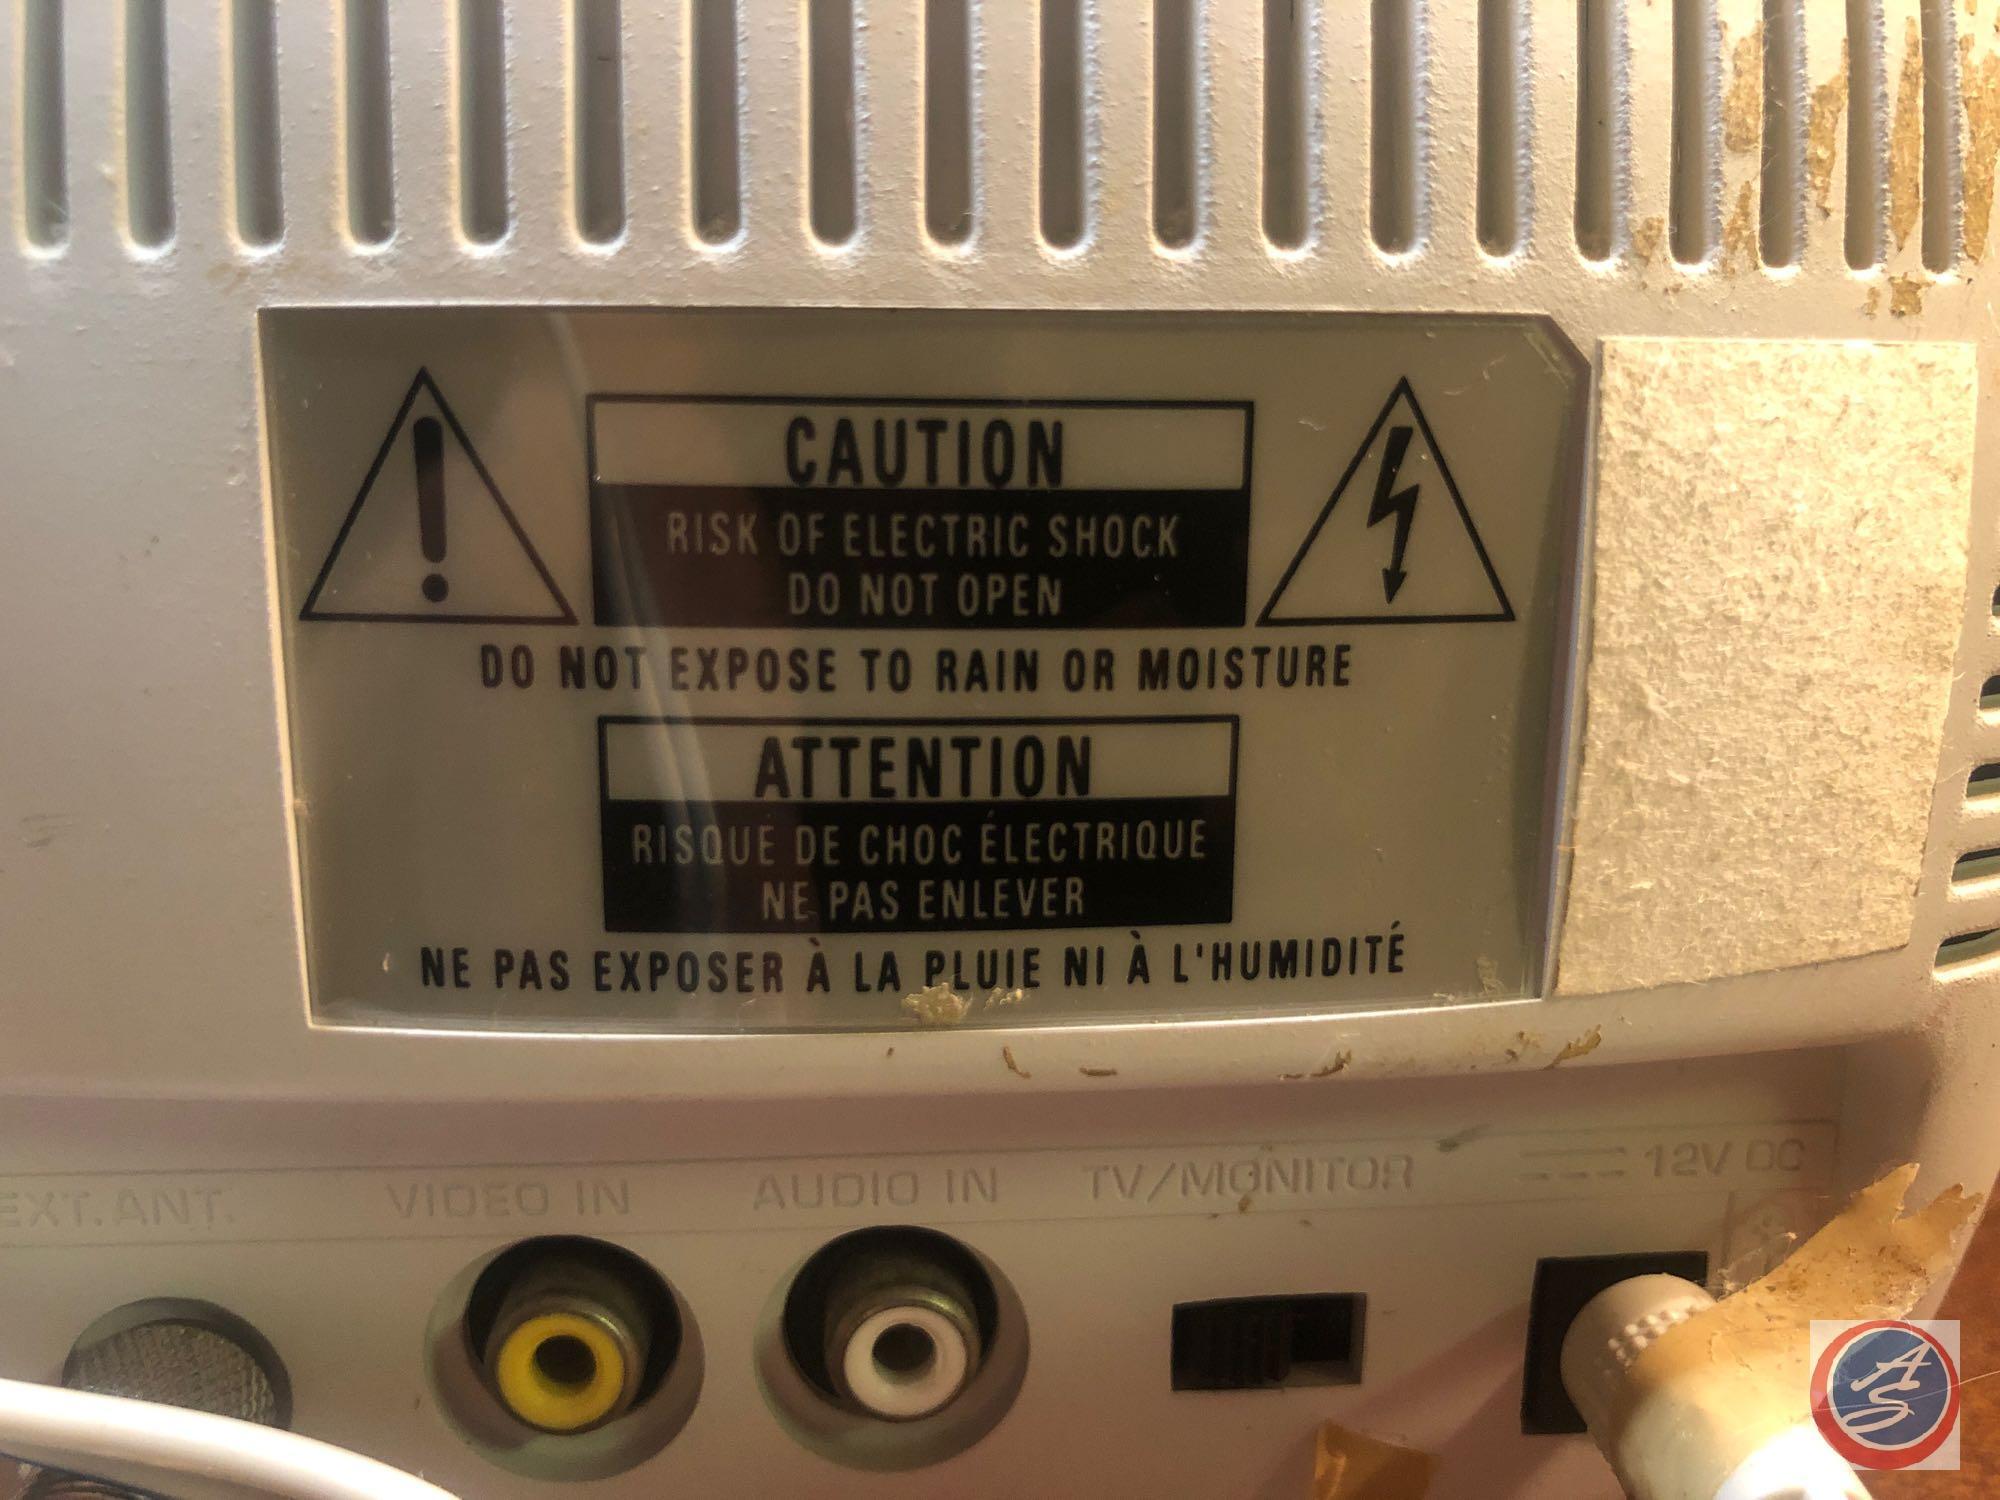 CAUTION
RISK OF ELECTRIC SHOCK
DO NOT OPEN
DO NOT EXPOSE TO RAIN OR MOISTURE
ATTENTION
RISQUE DE CHOC ÉLECTRIQUE
NE PAS ENLEVER
NE PAS EXPOSER À LA PLUIE NI À L'HUMIDITÉ
EXT. ANT. VIDEO IN AUDIO IN TV/MONITOR 12V DC
AS